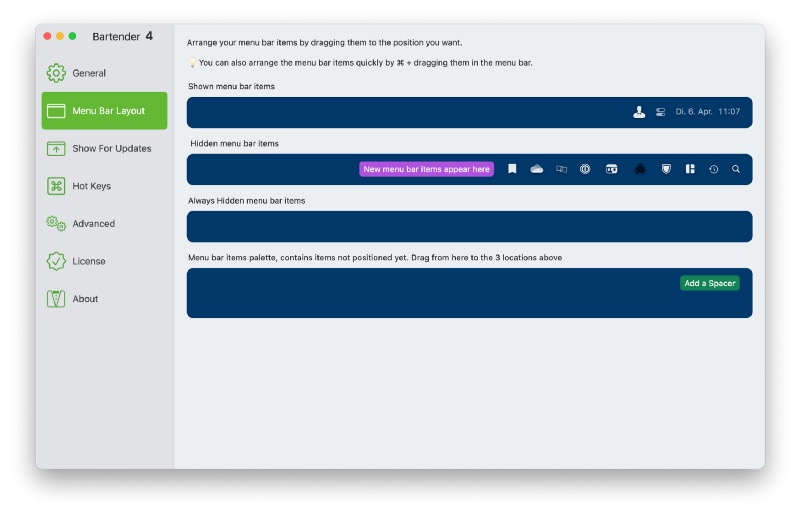 Bartender 4
General
Menu Bar Layout
Show For Updates
Hot Keys
Advanced
License
About
Arrange your menu bar items by dragging them to the position you want.
💡You can also arrange the menu bar items quickly by ⌘ + dragging them in the menu bar.
Shown menu bar items
Di. 6. Apr. 11:07
Hidden menu bar items
New menu bar items appear here
Always Hidden menu bar items
Menu bar items palette, contains items not positioned yet. Drag from here to the 3 locations above
Add a Spacer